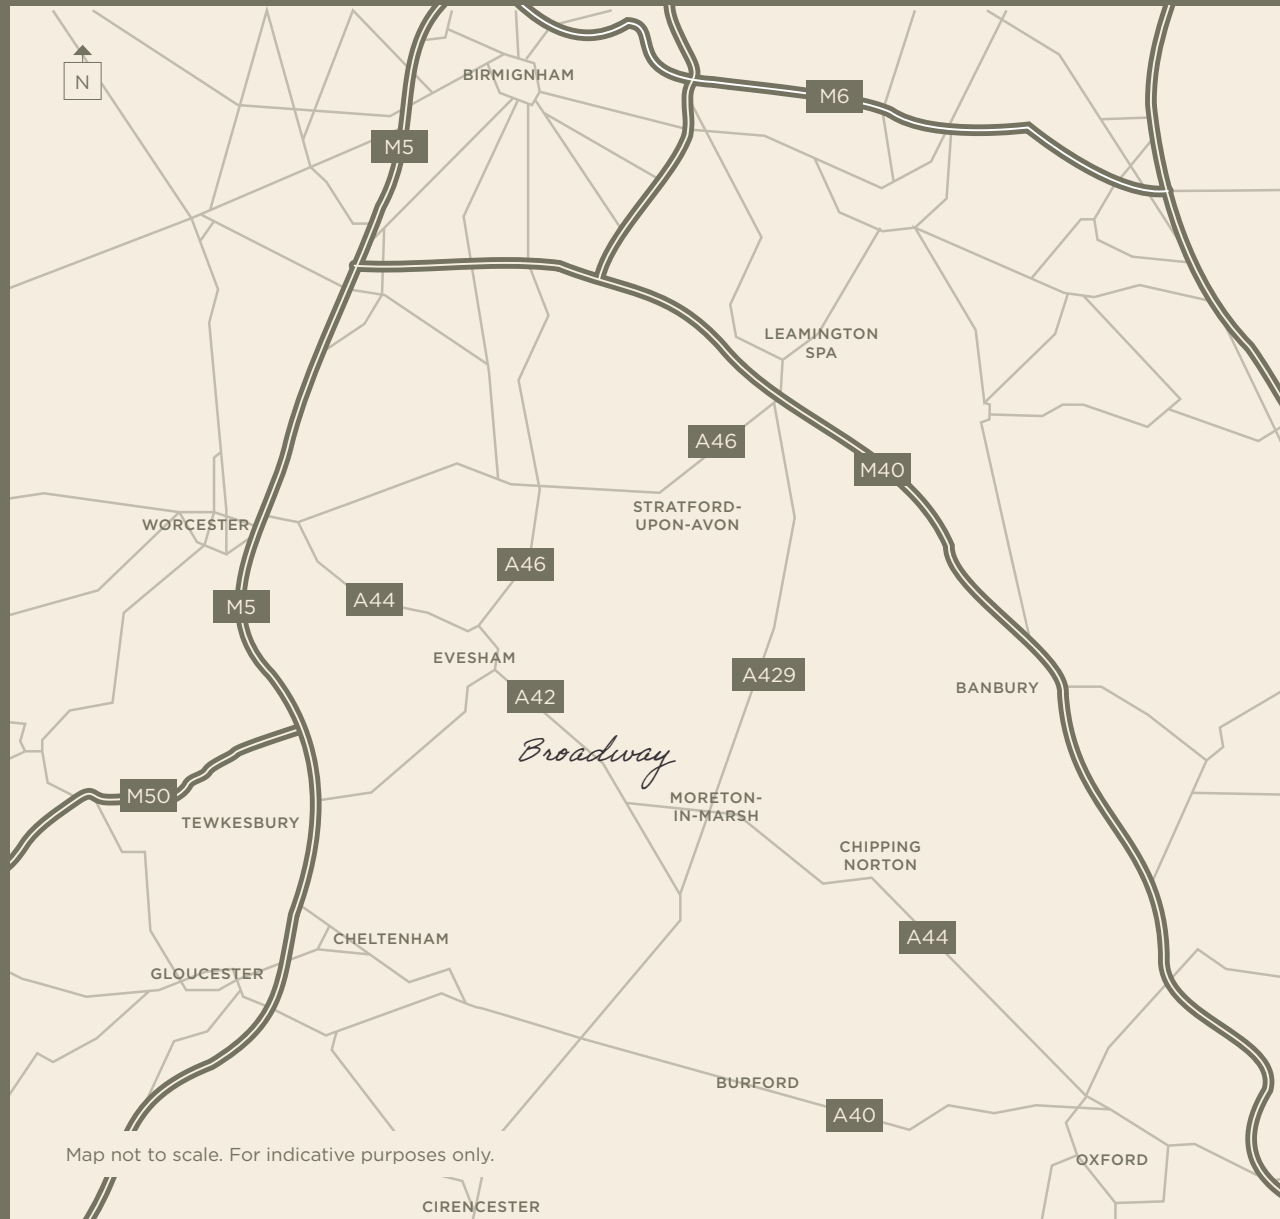 N
BIRMIGNHAM
M6
M5
LEAMINGTON
SPA
A46
M40
STRATFORD-
UPON-AVON
WORCESTER
A46
A44
M5
EVESHAM
A429
A42
BANBURY
Broadway
M50
MORETON-
IN-MARSH
TEWKESBURY
CHIPPING
NORTON
A44
CHELTENHAM
GLOUCESTER
BURFORD
A40
Map not to scale. For indicative purposes only.
OXFORD
CIRENCESTER